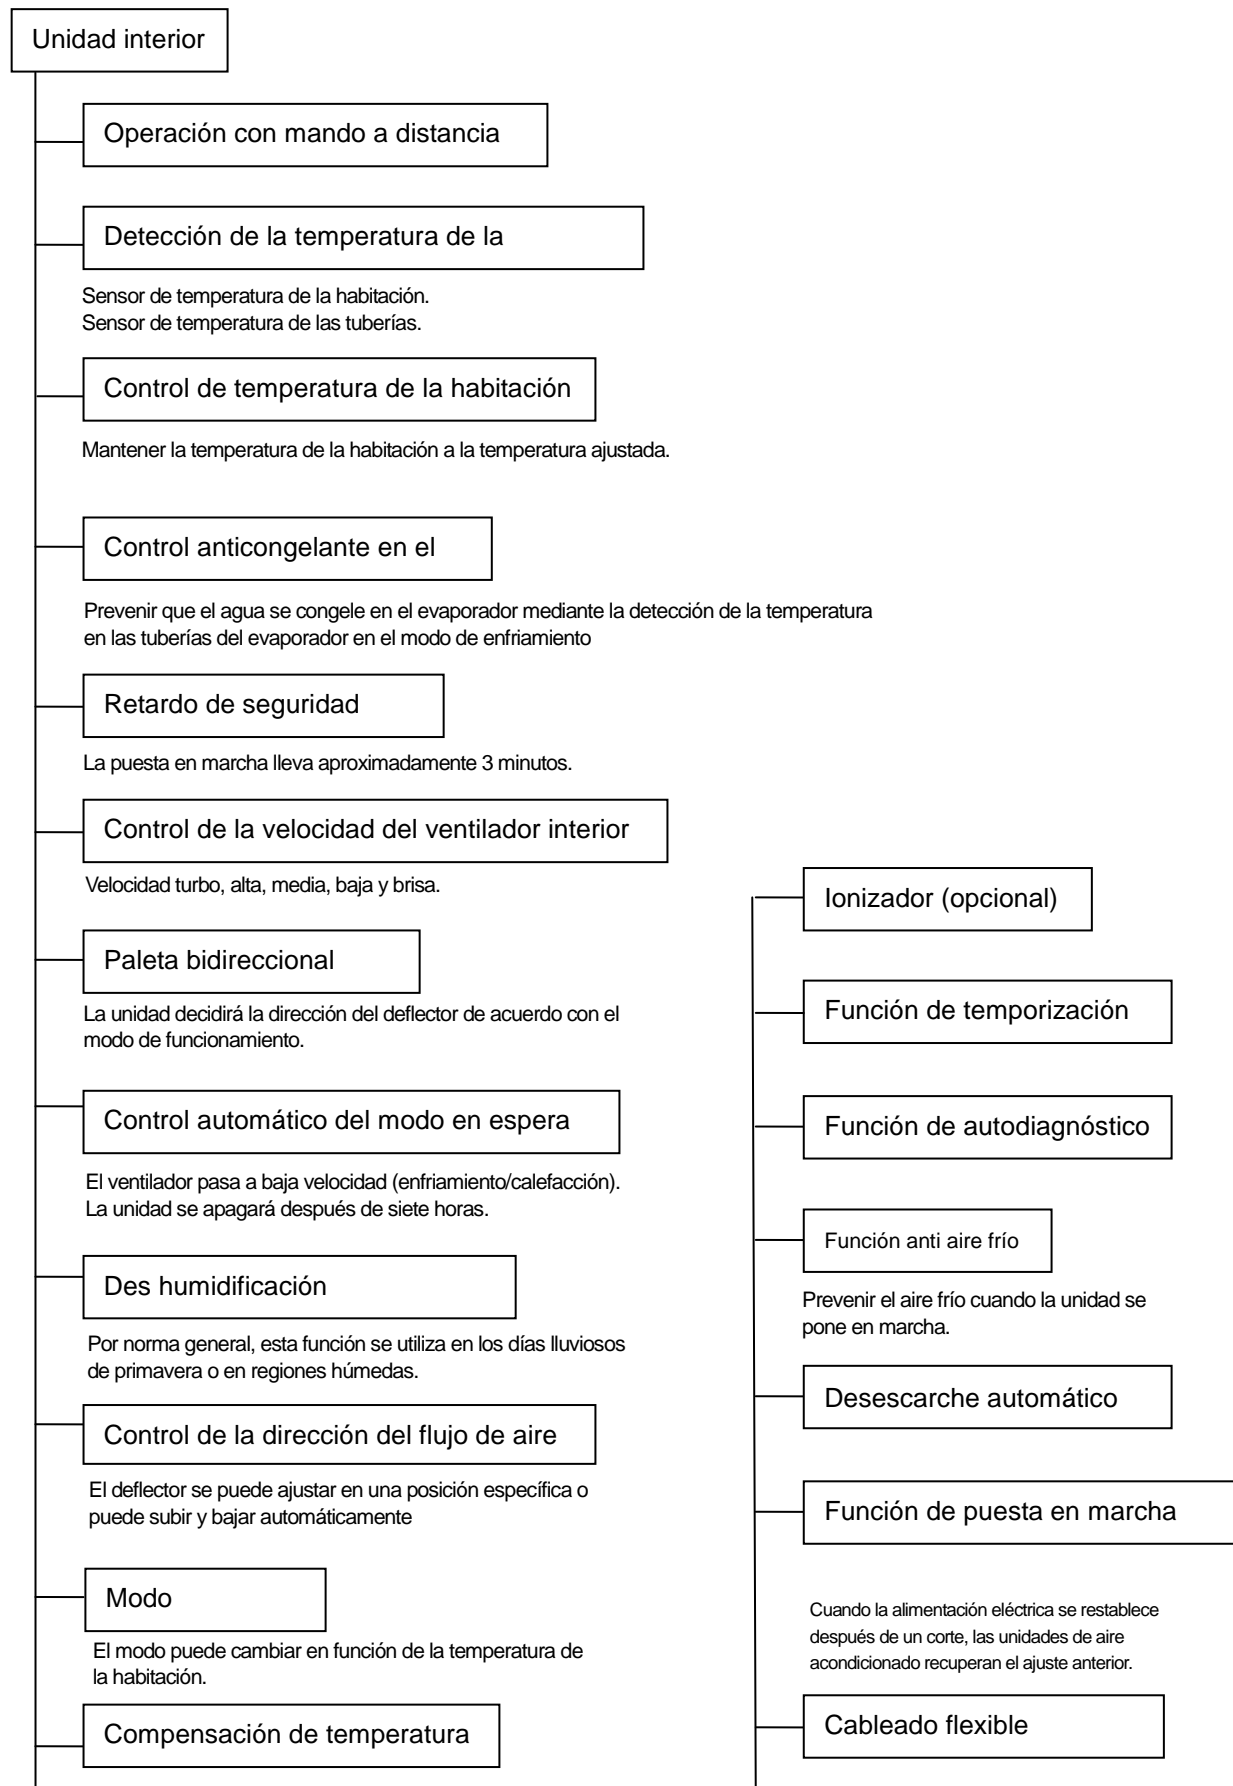 Unidad interior
Operación con mando a distancia
Detección de la temperatura de la
Sensor de temperatura de la habitación.
Sensor de temperatura de las tuberías.
Control de temperatura de la habitación
Mantener la temperatura de la habitación a la temperatura ajustada.
Control anticongelante en el
Prevenir que el agua se congele en el evaporador mediante la detección de la temperatura
en las tuberías del evaporador en el modo de enfriamiento
Retardo de seguridad
La puesta en marcha lleva aproximadamente 3 minutos.
Control de la velocidad del ventilador interior
Velocidad turbo, alta, media, baja y brisa.
Paleta bidireccional
La unidad decidirá la dirección del deflector de acuerdo con el
modo de funcionamiento.
Control automático del modo en espera
El ventilador pasa a baja velocidad (enfriamiento/calefacción).
La unidad se apagará después de siete horas.
Des humidificación
Por norma general, esta función se utiliza en los días lluviosos
de primavera o en regiones húmedas.
Control de la dirección del flujo de aire
El deflector se puede ajustar en una posición específica o
puede subir y bajar automáticamente
Modo
El modo puede cambiar en función de la temperatura de
la habitación.
Compensación de temperatura
Ionizador (opcional)
Función de temporización
Función de autodiagnóstico
Función anti aire frío
Prevenir el aire frío cuando la unidad se
pone en marcha.
Desescarche automático
Función de puesta en marcha
Cuando la alimentación eléctrica se restablece
después de un corte, las unidades de aire
acondicionado recuperan el ajuste anterior.
Cableado flexible